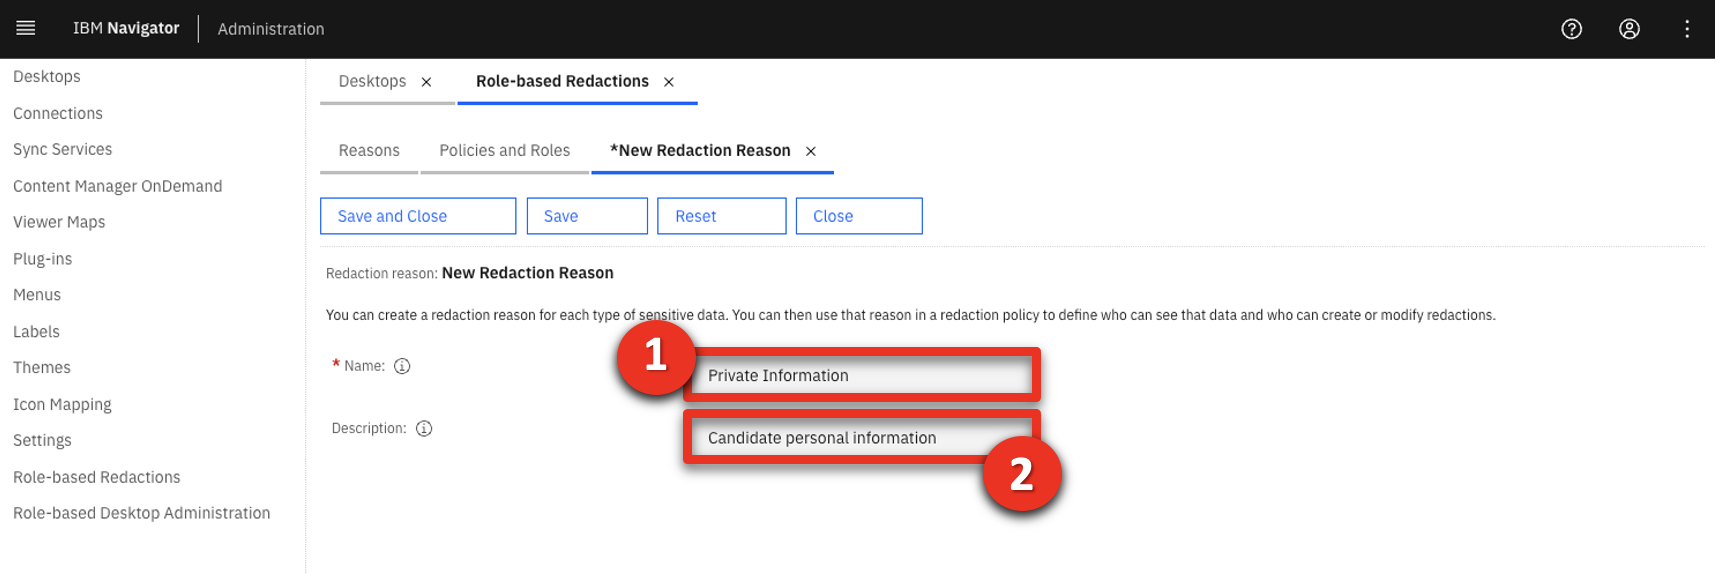 IBM Navigator Administration
Desktops
Connections
Sync Services
Content Manager OnDemand
Viewer Maps
Plug-ins
Menus
Labels
Themes
Icon Mapping
Settings
Role-based Redactions
Role-based Desktop Administration
Desktops Role-based Redactions
Reasons Policies and Roles *New Redaction Reason
Save and Close Save Reset Close
Redaction reason: New Redaction Reason
You can create a redaction reason for each type of sensitive data. You can then use that reason in a redaction policy to define who can see that data and who can create or modify redactions.
* Name: Private Information
1
Description: Candidate personal information
2